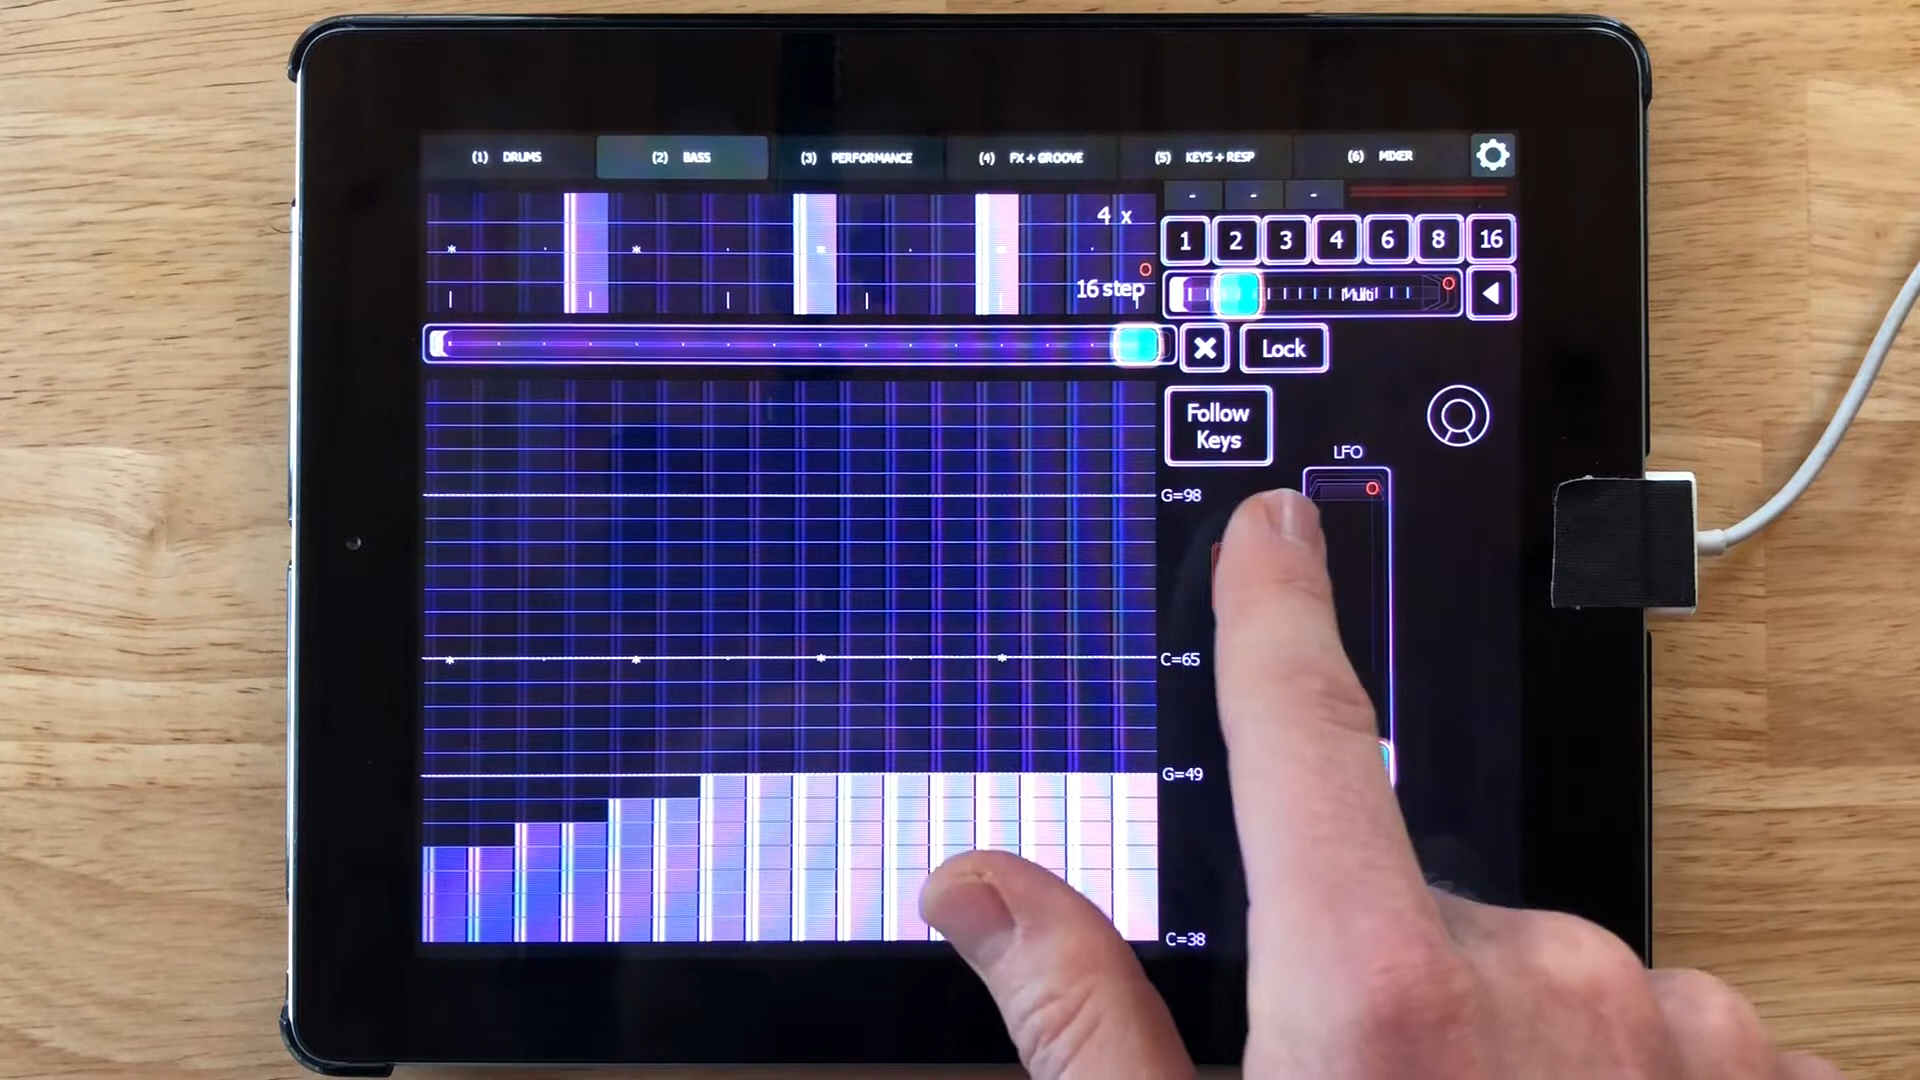 (1) DRUMS
(2) BASS
(3) PERFORMANCE
(4) FX + GROOVE
(5) KEYS + RESP
(6) MIXER
4 x
16 step
- - -
1 2 3 4 6 8 16
Multi
X
Lock
Follow
Keys
LFO
G=98
C=65
G=49
C=38